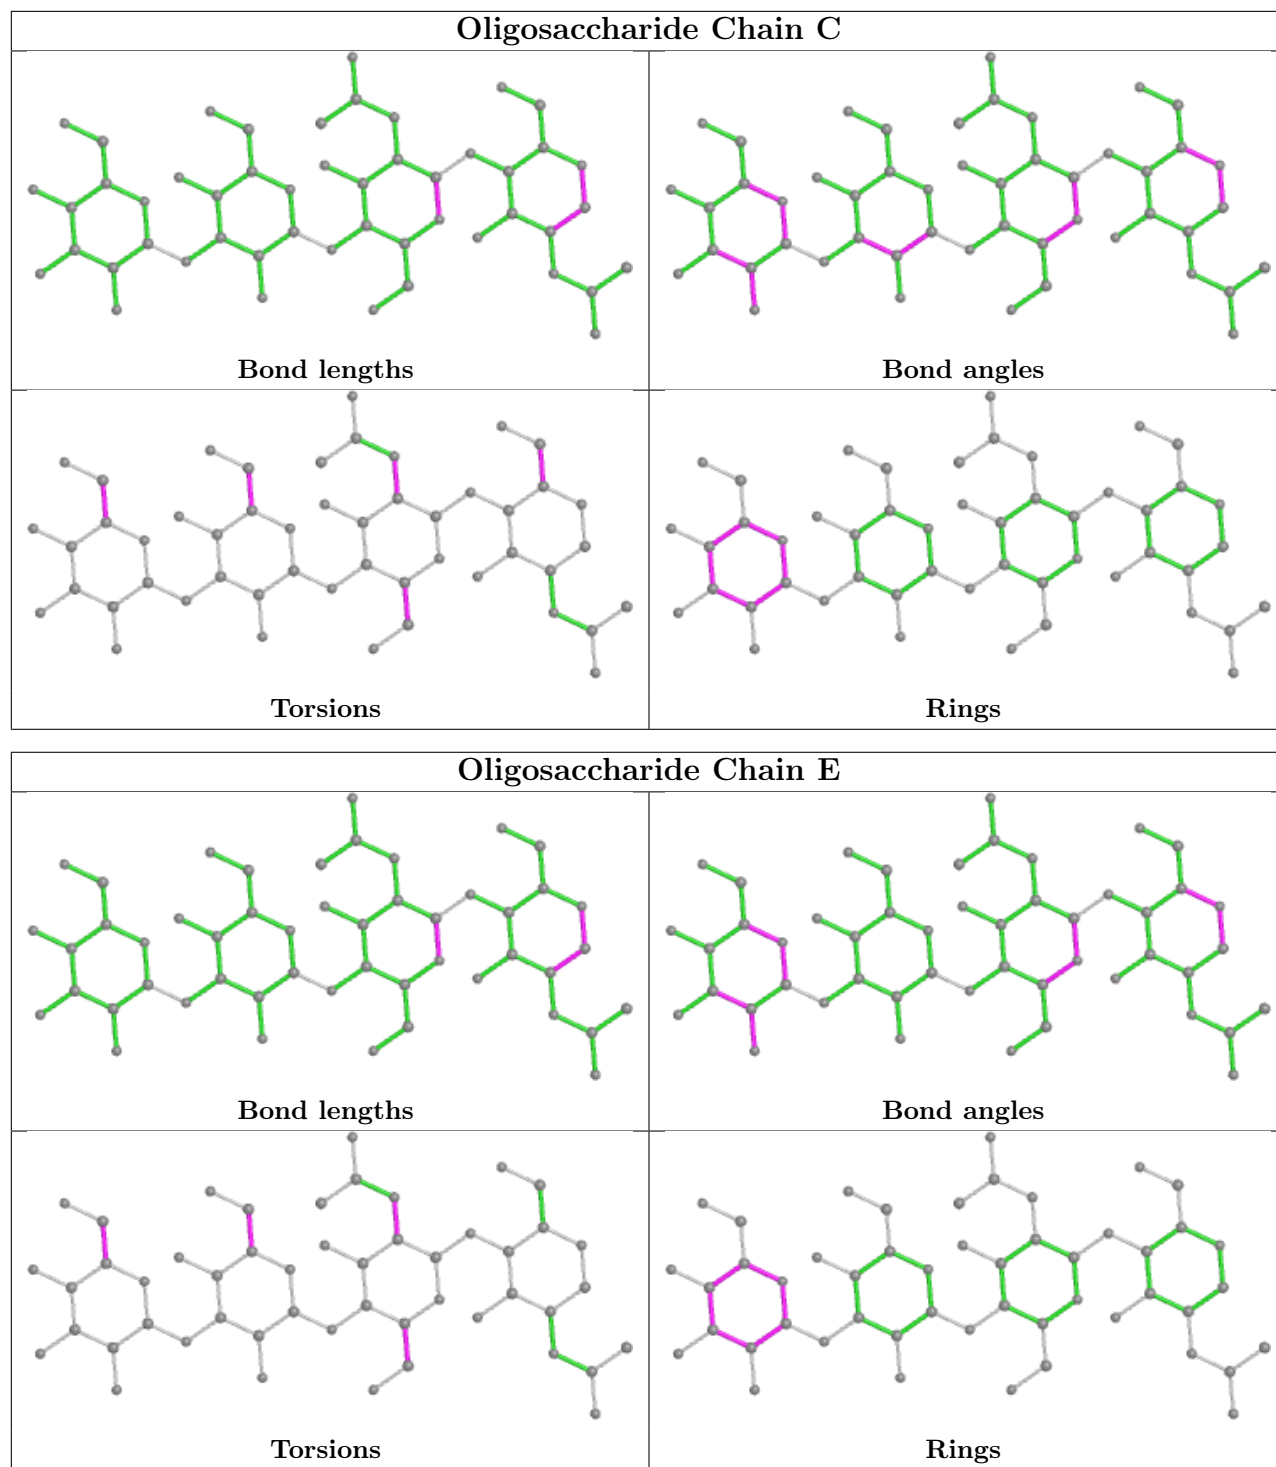 Oligosaccharide Chain C
Bond lengths
Bond angles
Torsions
Rings
Oligosaccharide Chain E
Bond lengths
Bond angles
Torsions
Rings